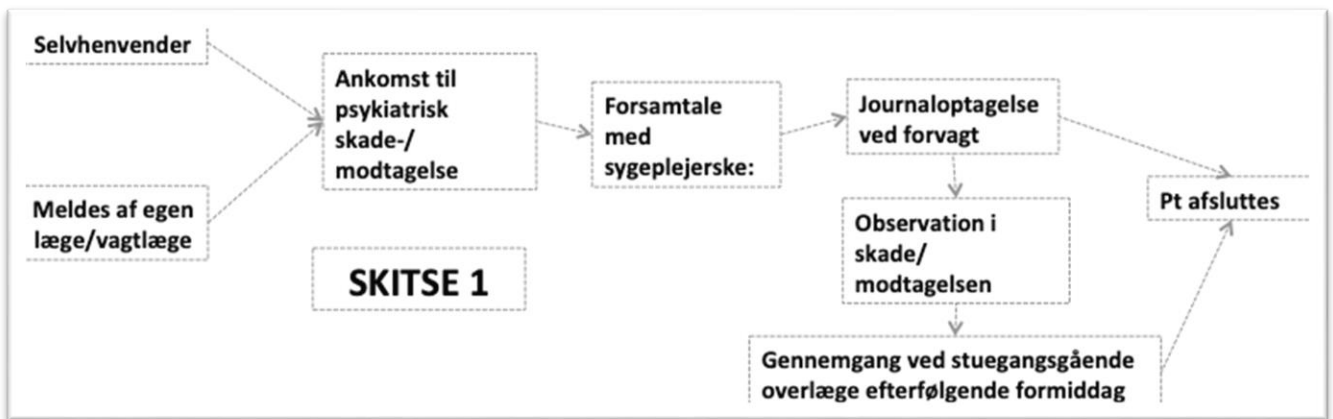 Selvhenvender
Meldes af egen
læge/vagtlæge
Ankomst til
psykiatrisk
skade-/
modtagelse
SKITSE 1
Forsamtale
med
sygeplejerske:
Journaloptagelse
ved forvagt
Observation i
skade/
modtagelsen
Gennemgang ved stuegangsgående
overlæge efterfølgende formiddag
Pt afsluttes